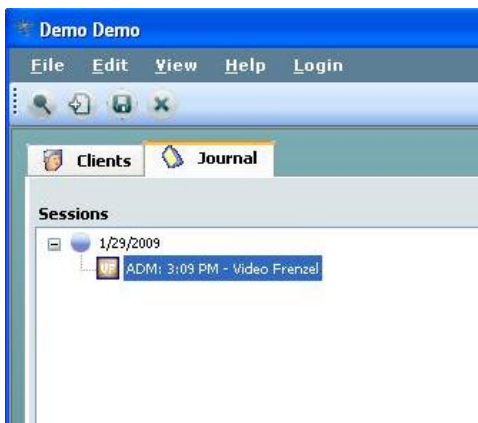 Demo Demo
File Edit View Help Login
Clients Journal
Sessions
1/29/2009
VF ADM: 3:09 PM - Video Frenzel